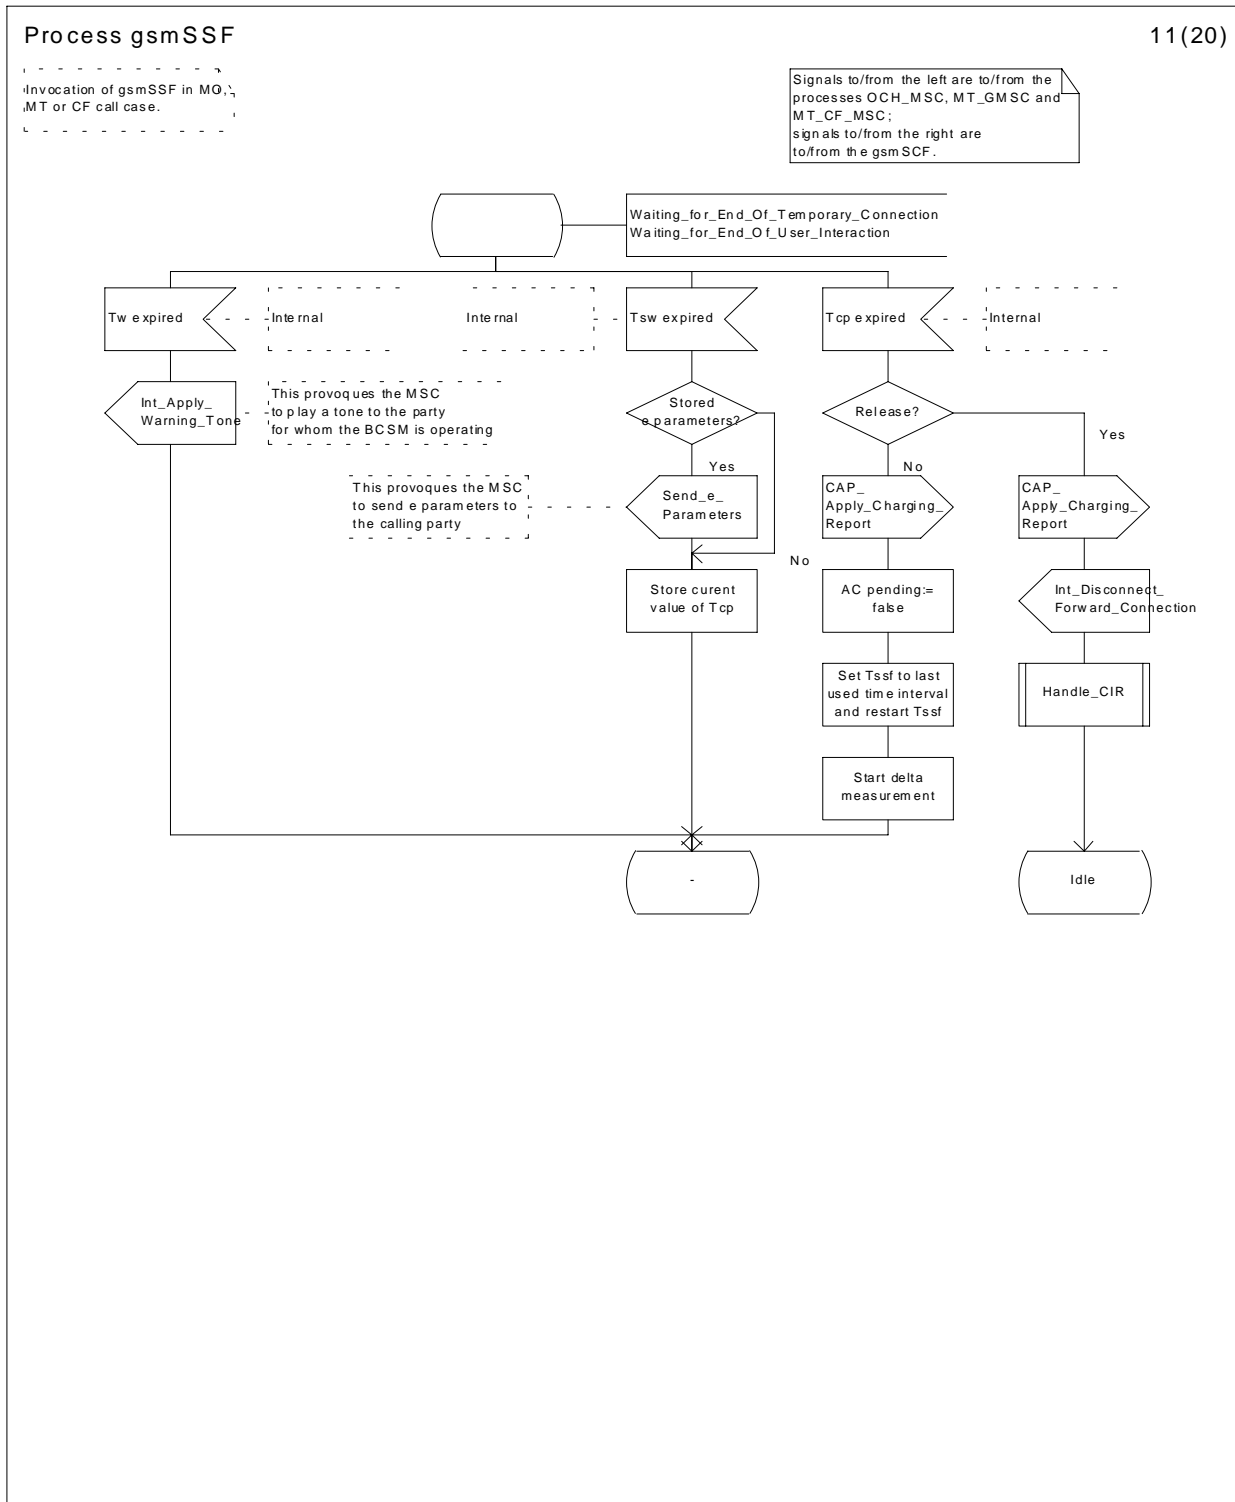 Process gsmSSF
11(20)
Invocation of gsmSSF in MO,
MT or CF call case.
Signals to/from the left are to/from the
processes OCH_MSC, MT_GMSC and
MT_CF_MSC;
signals to/from the right are
to/from the gsmSCF.
Waiting_for_End_Of_Temporary_Connection
Waiting_for_End_Of_User_Interaction
Tw expired
Internal
Internal
Tsw expired
Tcp expired
Internal
Int_Apply_
Warning_Tone
This provoques the MSC
to play a tone to the party
for whom the BCSM is operating
Stored
e parameters?
Release?
Yes
Yes
No
This provoques the MSC
to send e parameters to
the calling party
Send_e_
Parameters
CAP_
Apply_Charging_
Report
CAP_
Apply_Charging_
Report
No
Store curent
value of Tcp
AC pending:=
false
Int_Disconnect_
Forward_Connection
Set Tssf to last
used time interval
and restart Tssf
Handle_CIR
Start delta
measurement
-
Idle